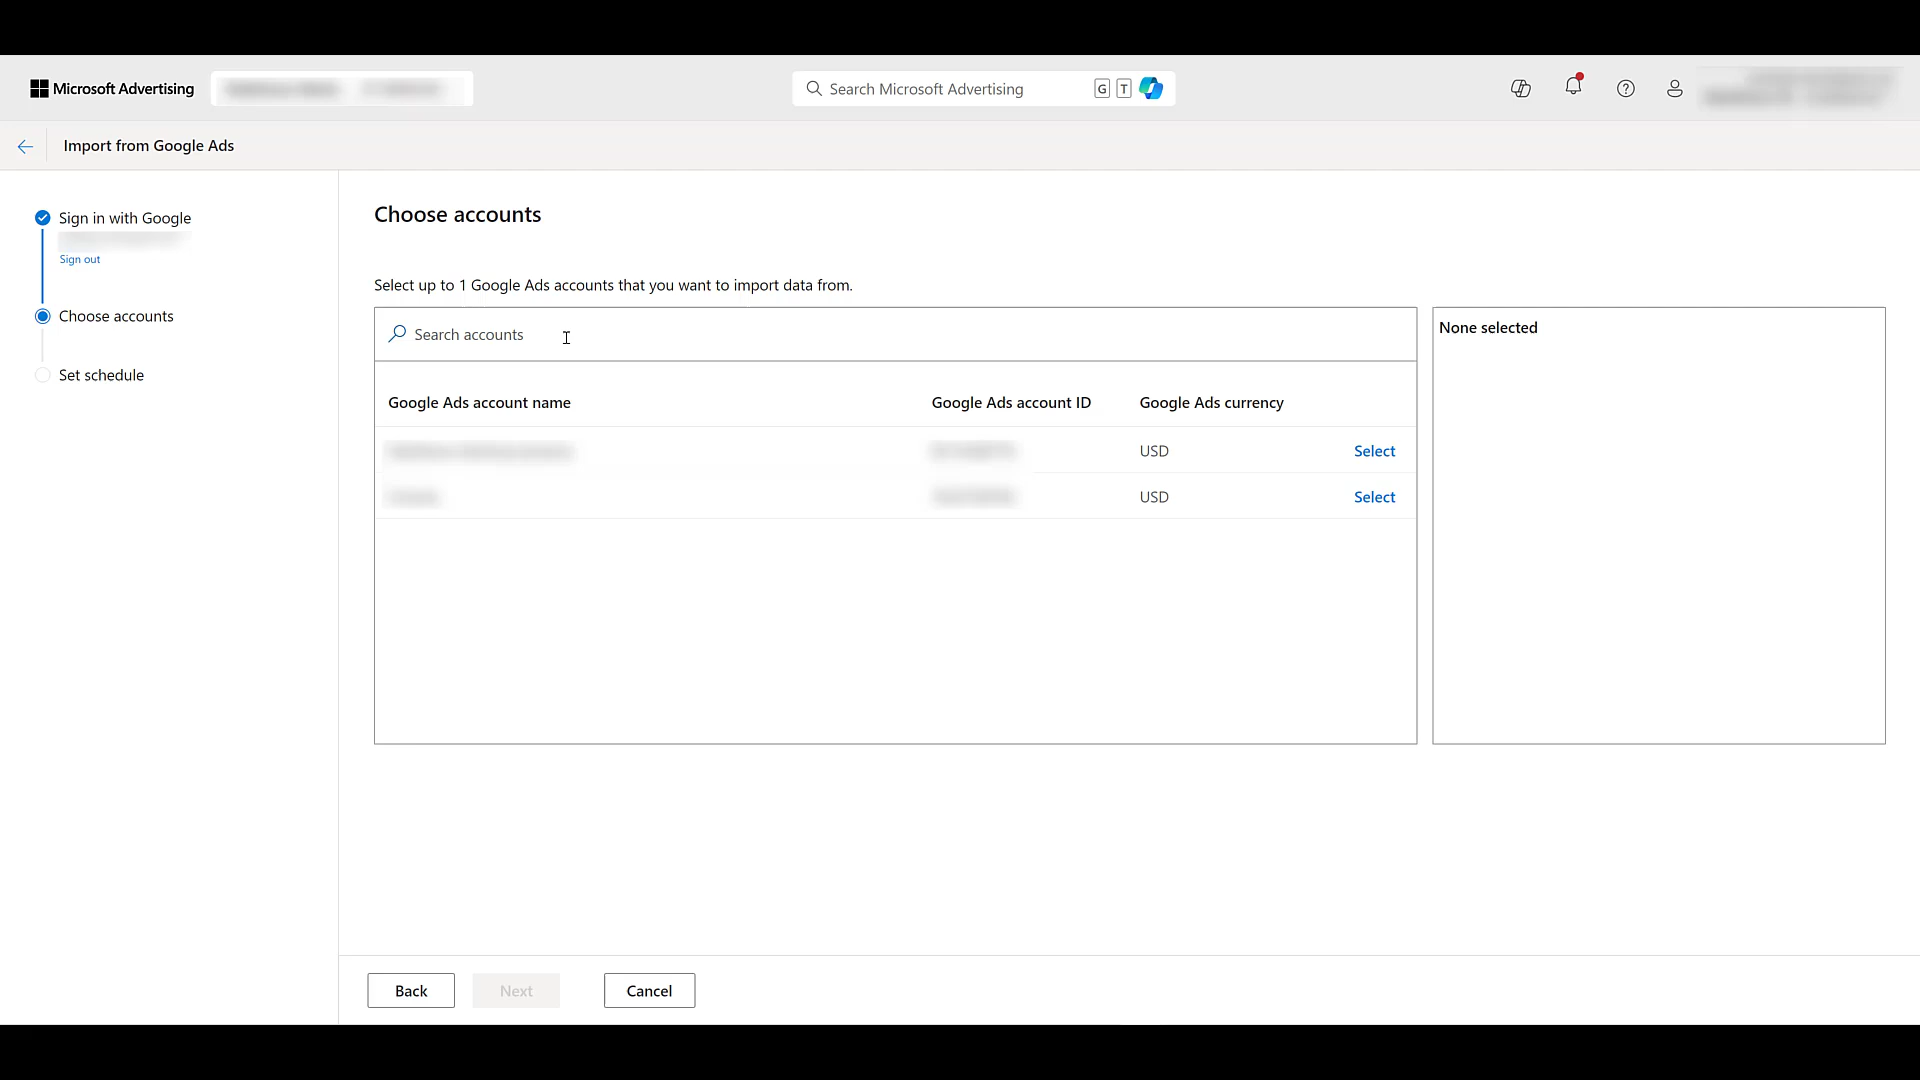 Microsoft Advertising
Search Microsoft Advertising
G T
Import from Google Ads
Sign in with Google
Sign out
Choose accounts
Set schedule
Choose accounts
Select up to 1 Google Ads accounts that you want to import data from.
Search accounts
None selected
Google Ads account name Google Ads account ID Google Ads currency
USD Select
USD Select
Back Next Cancel